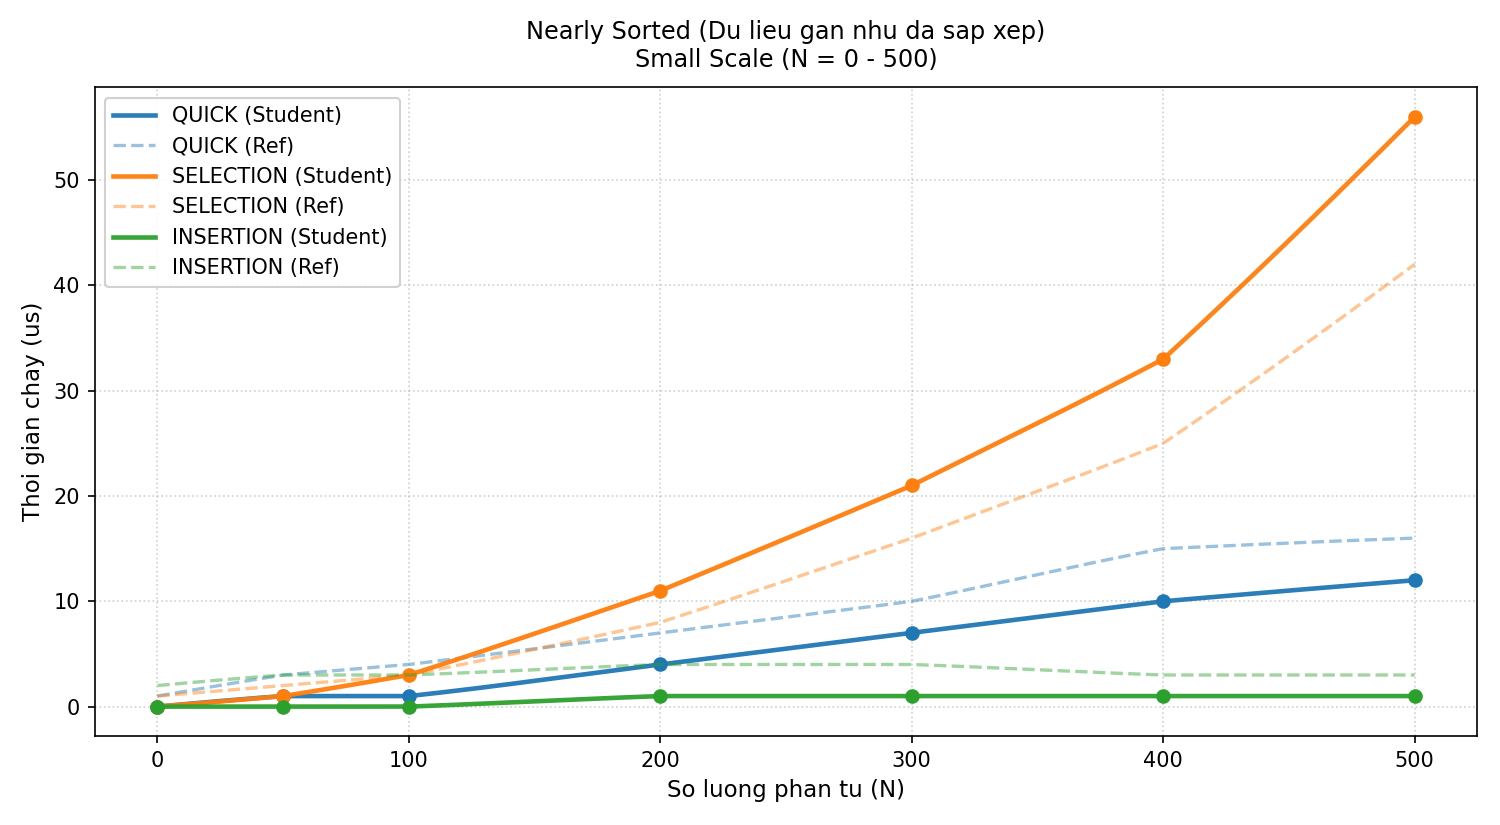 Nearly Sorted (Du lieu gan nhu da sap xep)
Small Scale (N = 0 - 500)
QUICK (Student)
QUICK (Ref)
SELECTION (Student)
SELECTION (Ref)
INSERTION (Student)
INSERTION (Ref)
Thoi gian chay (us)
50
40
30
20
10
0
0 100 200 300 400 500
So luong phan tu (N)